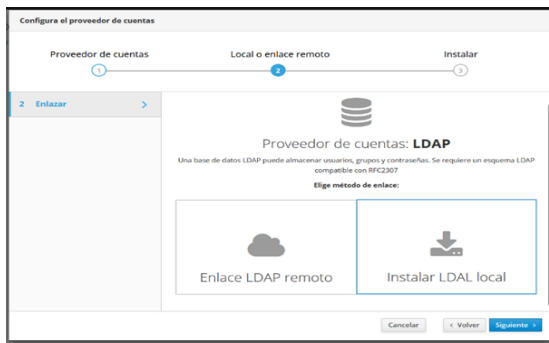 Configura el proveedor de cuentas
Proveedor de cuentas
Local o enlace remoto
Instalar
1
2
3
2 Enlazar
Proveedor de cuentas: LDAP
Una base de datos LDAP puede almacenar usuarios, grupos y contraseñas. Se requiere un esquema LDAP
compatible con RFC2307
Elige método de enlace:
Enlace LDAP remoto
Instalar LDAL local
Cancelar
< Volver
Siguiente >